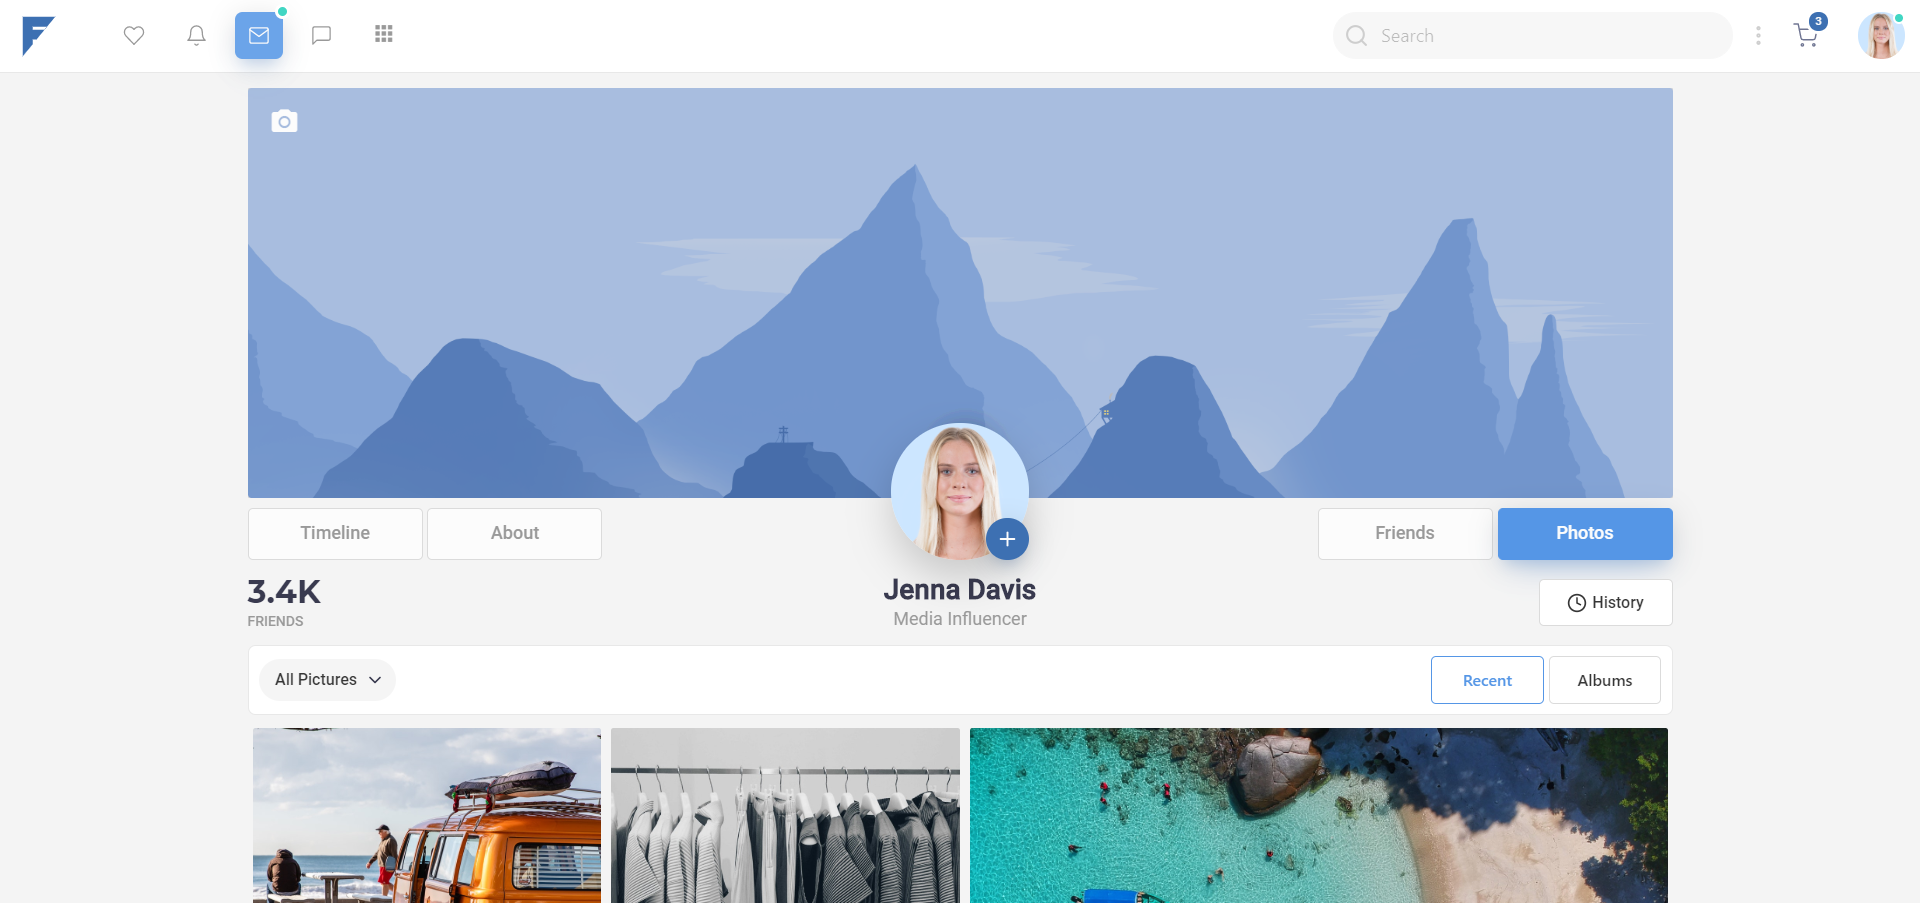 Search
3
Timeline
About
Friends
Photos
3.4K
FRIENDS
Jenna Davis
Media Influencer
History
All Pictures
Recent
Albums